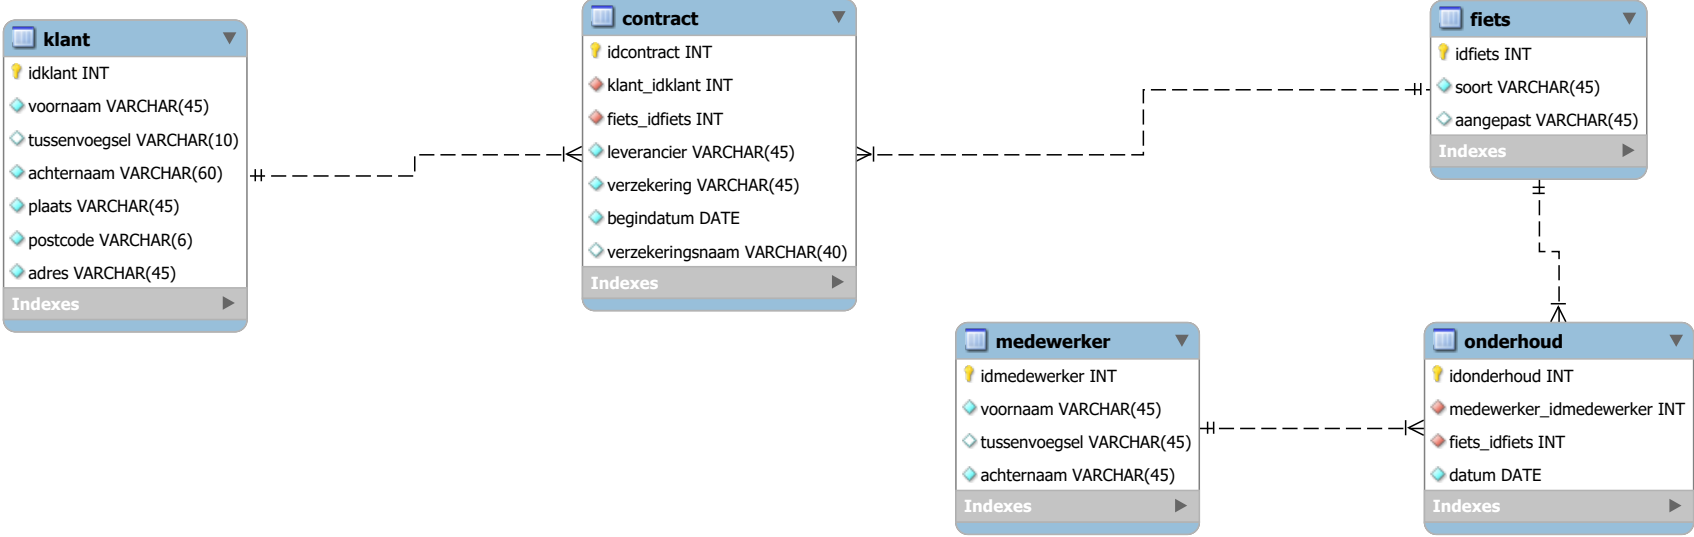 klant
idklant INT
voornaam VARCHAR(45)
tussenvoegsel VARCHAR(10)
achternaam VARCHAR(60)
plaats VARCHAR(45)
postcode VARCHAR(6)
adres VARCHAR(45)
Indexes
contract
idcontract INT
klant_idklant INT
fiets_idfiets INT
leverancier VARCHAR(45)
verzekering VARCHAR(45)
begindatum DATE
verzekeringsnaam VARCHAR(40)
Indexes
fiets
idfiets INT
soort VARCHAR(45)
aangepast VARCHAR(45)
Indexes
medewerker
idmedewerker INT
voornaam VARCHAR(45)
tussenvoegsel VARCHAR(45)
achternaam VARCHAR(45)
Indexes
onderhoud
idonderhoud INT
medewerker_idmedewerker INT
fiets_idfiets INT
datum DATE
Indexes